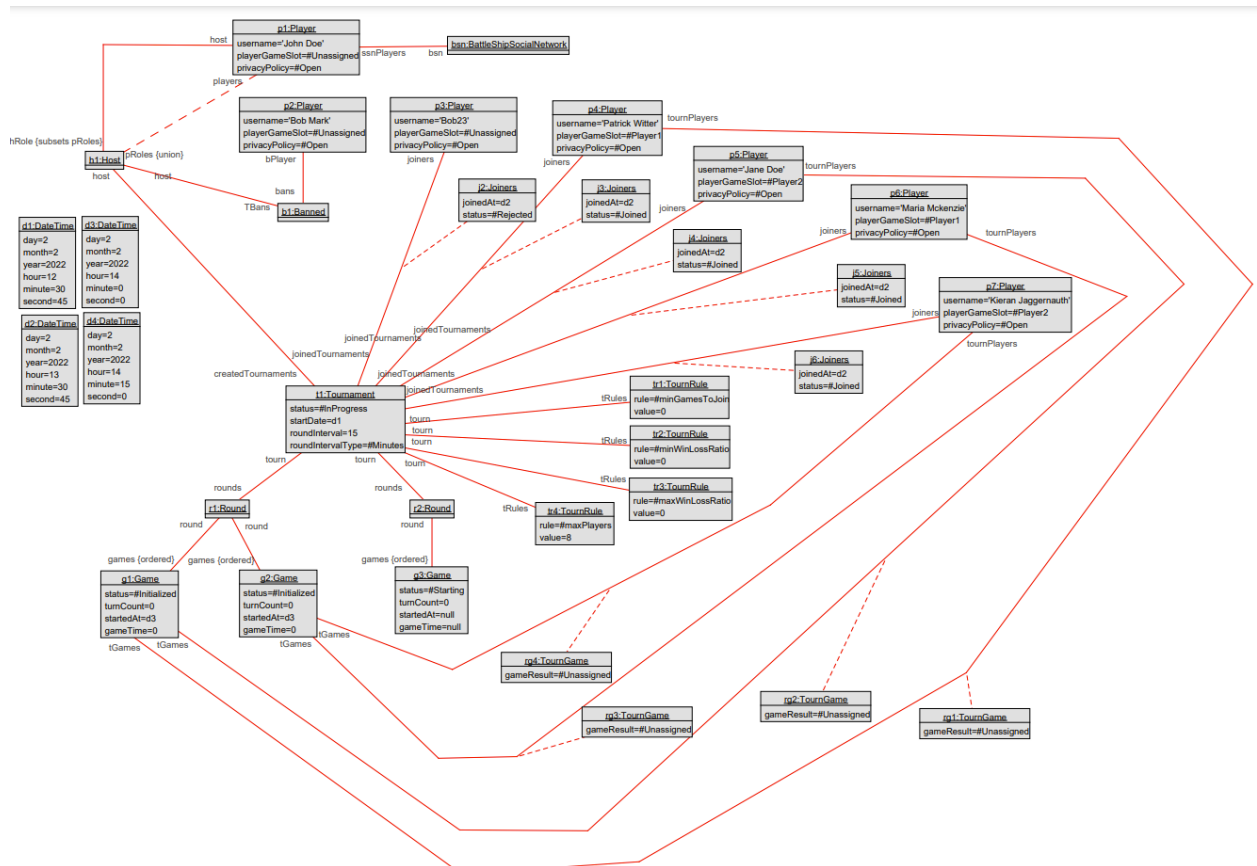 p1:Player
username='John Doe'
playerGameSlot=#Unassigned
privacyPolicy=#Open
host
players
ssnPlayers
bsn
bsn:BattleShipSocialNetwork
p2:Player
username='Bob Mark'
playerGameSlot=#Unassigned
privacyPolicy=#Open
bPlayer
p3:Player
username='Bob23'
playerGameSlot=#Unassigned
privacyPolicy=#Open
joiners
p4:Player
username='Patrick Witter'
playerGameSlot=#Player1
privacyPolicy=#Open
joiners
tournPlayers
p5:Player
username='Jane Doe'
playerGameSlot=#Player2
privacyPolicy=#Open
joiners
tournPlayers
p6:Player
username='Maria Mckenzie'
playerGameSlot=#Player1
privacyPolicy=#Open
joiners
tournPlayers
p7:Player
username='Kieran Jaggernauth'
playerGameSlot=#Player2
privacyPolicy=#Open
joiners
tournPlayers
hRole {subsets pRoles}
pRoles {union}
h1:Host
host
host
bans
TBans
b1:Banned
j2:Joiners
joinedAt=d2
status=#Rejected
j3:Joiners
joinedAt=d2
status=#Joined
j4:Joiners
joinedAt=d2
status=#Joined
j5:Joiners
joinedAt=d2
status=#Joined
j6:Joiners
joinedAt=d2
status=#Joined
d1:DateTime
day=2
month=2
year=2022
hour=12
minute=30
second=45
d3:DateTime
day=2
month=2
year=2022
hour=14
minute=0
second=0
d2:DateTime
day=2
month=2
year=2022
hour=13
minute=30
second=45
d4:DateTime
day=2
month=2
year=2022
hour=14
minute=15
second=0
joinedTournaments
joinedTournaments
joinedTournaments
joinedTournaments
joinedTournaments
createdTournaments
t1:Tournament
status=#InProgress
startDate=d1
roundInterval=15
roundIntervalType=#Minutes
tourn
tourn
tourn
tourn
tourn
tourn
tRules
tr1:TournRule
rule=#minGamesToJoin
value=0
tRules
tr2:TournRule
rule=#minWinLossRatio
value=0
tRules
tr3:TournRule
rule=#maxWinLossRatio
value=0
tRules
tr4:TournRule
rule=#maxPlayers
value=8
rounds
r1:Round
round
round
rounds
r2:Round
round
games {ordered}
games {ordered}
games {ordered}
g1:Game
status=#Initialized
turnCount=0
startedAt=d3
gameTime=0
tGames
tGames
g2:Game
status=#Initialized
turnCount=0
startedAt=d3
gameTime=0
tGames
tGames
g3:Game
status=#Starting
turnCount=0
startedAt=null
gameTime=null
rg4:TournGame
gameResult=#Unassigned
rg3:TournGame
gameResult=#Unassigned
rg2:TournGame
gameResult=#Unassigned
rg1:TournGame
gameResult=#Unassigned